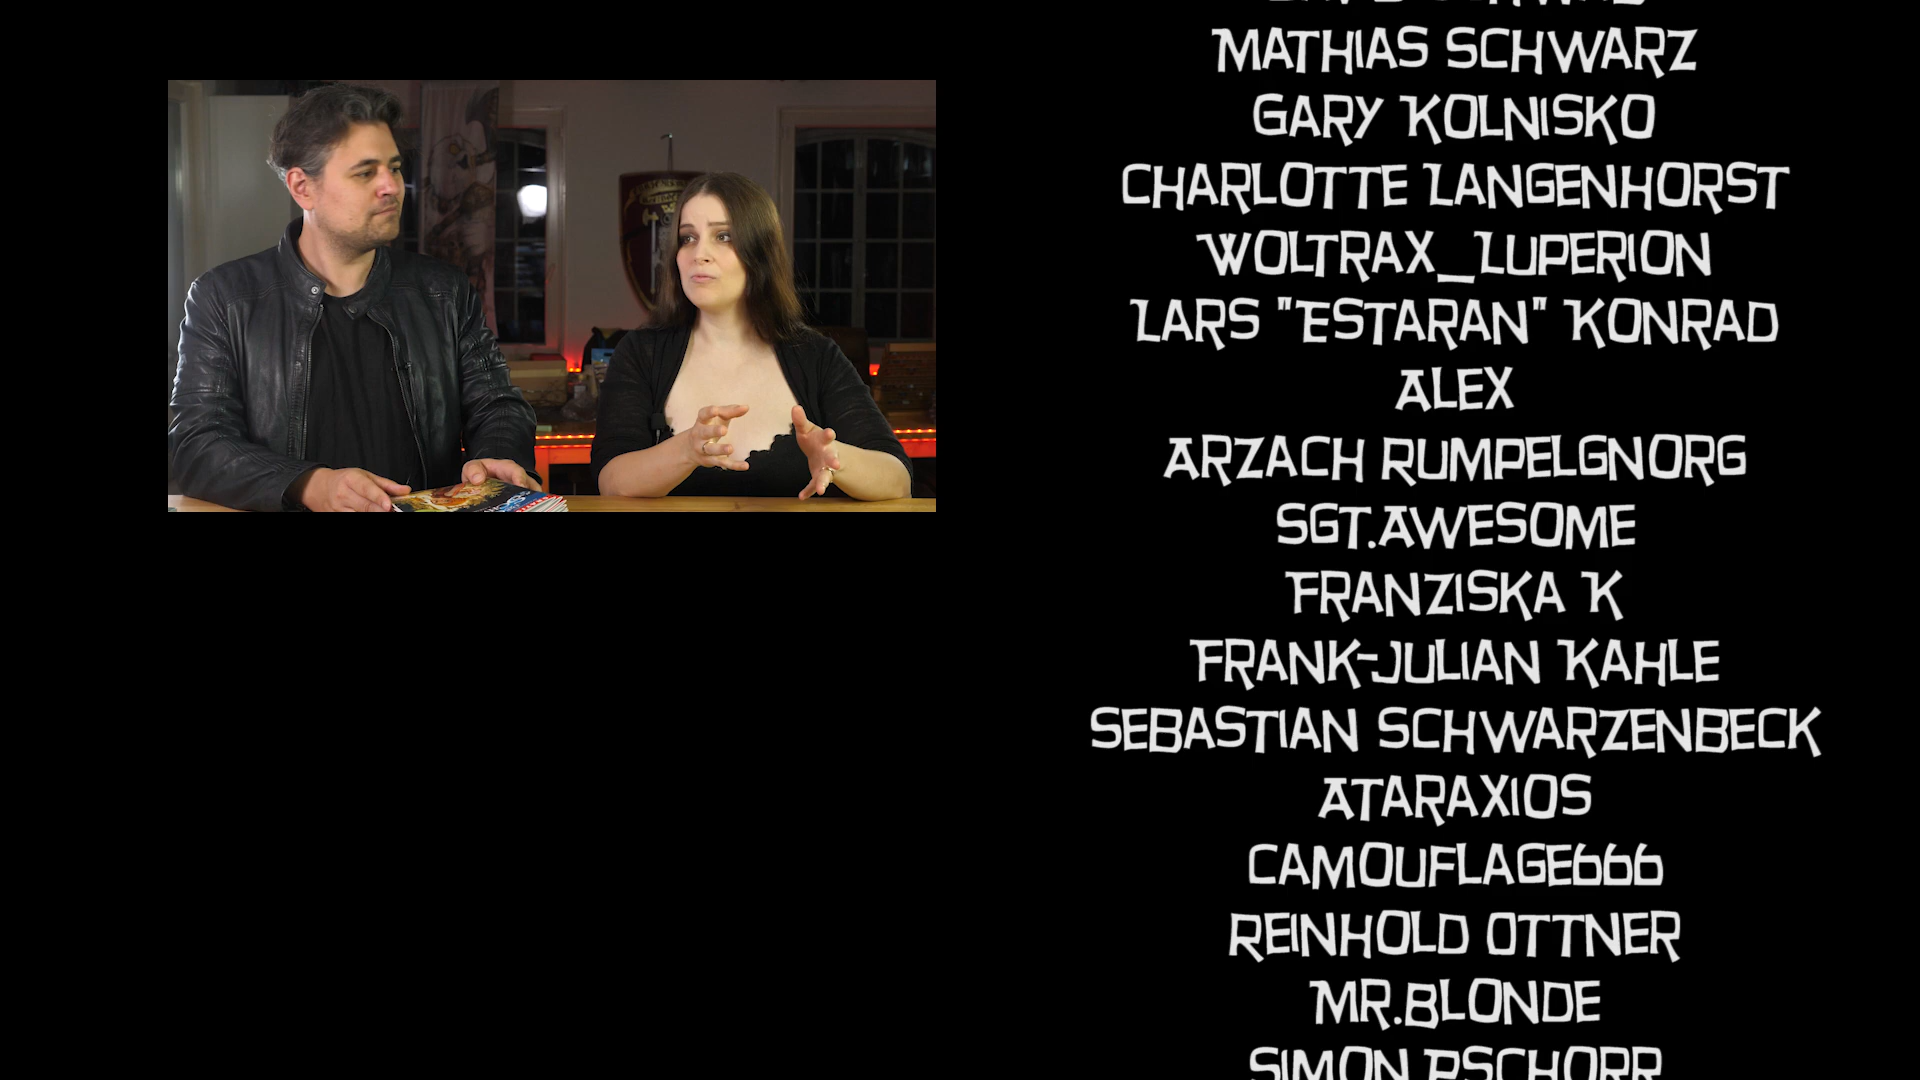 MATHIAS SCHWARZ
GARY KOLNISKO
CHARLOTTE LANGENHORST
WOLTRAX_LUPERION
LARS "ESTARAN" KONRAD
ALEX
ARZACH RUMPELGNORG
SGT.AWESOME
FRANZISKA K
FRANK-JULIAN KAHLE
SEBASTIAN SCHWARZENBECK
ATARAXIOS
CAMOUFLAGE666
REINHOLD OTTNER
MR.BLONDE
SIMON PSCHORR